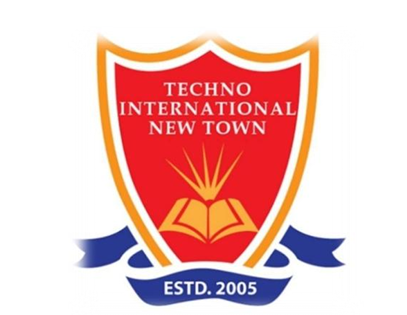 TECHNO
INTERNATIONAL
NEW TOWN
ESTD. 2005